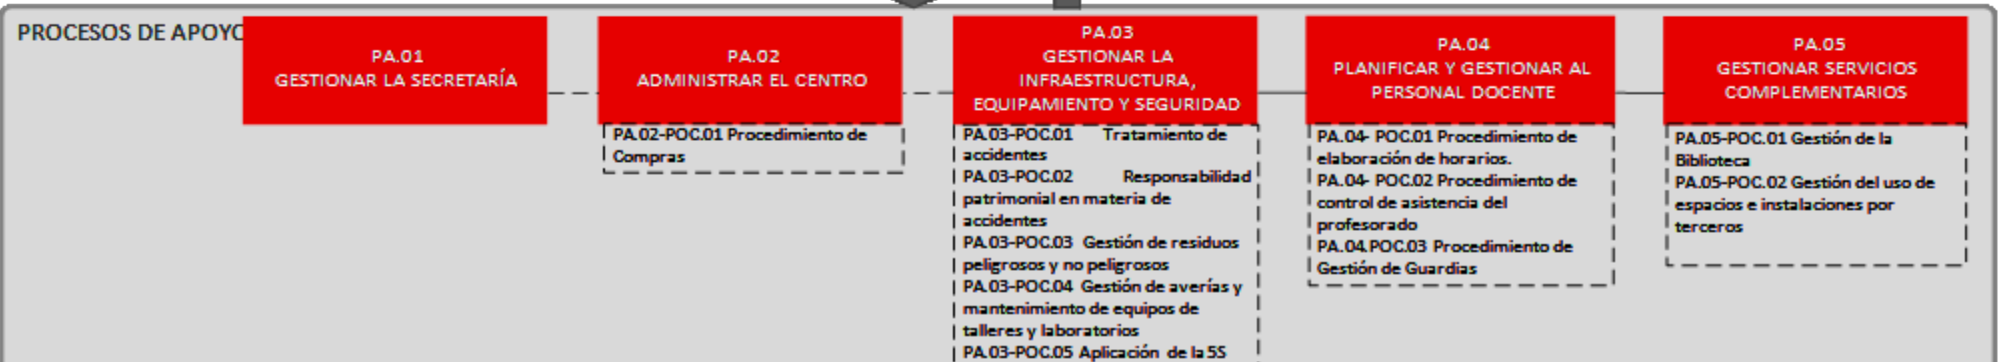 PROCESOS DE APOYO
PA.01
GESTIONAR LA SECRETARÍA
PA.02
ADMINISTRAR EL CENTRO
PA.02-POC.01 Procedimiento de
Compras
PA.03
GESTIONAR LA
INFRAESTRUCTURA,
EQUIPAMIENTO Y SEGURIDAD
PA.03-POC.01 Tratamiento de
accidentes
PA.03-POC.02 Responsabilidad
patrimonial en materia de
accidentes
PA.03-POC.03 Gestión de residuos
peligrosos y no peligrosos
PA.03-POC.04 Gestión de averías y
mantenimiento de equipos de
talleres y laboratorios
PA.03-POC.05 Aplicación de la 5S
PA.04
PLANIFICAR Y GESTIONAR AL
PERSONAL DOCENTE
PA.04- POC.01 Procedimiento de
elaboración de horarios.
PA.04- POC.02 Procedimiento de
control de asistencia del
profesorado
PA.04.POC.03 Procedimiento de
Gestión de Guardias
PA.05
GESTIONAR SERVICIOS
COMPLEMENTARIOS
PA.05-POC.01 Gestión de la
Biblioteca
PA.05-POC.02 Gestión del uso de
espacios e instalaciones por
terceros